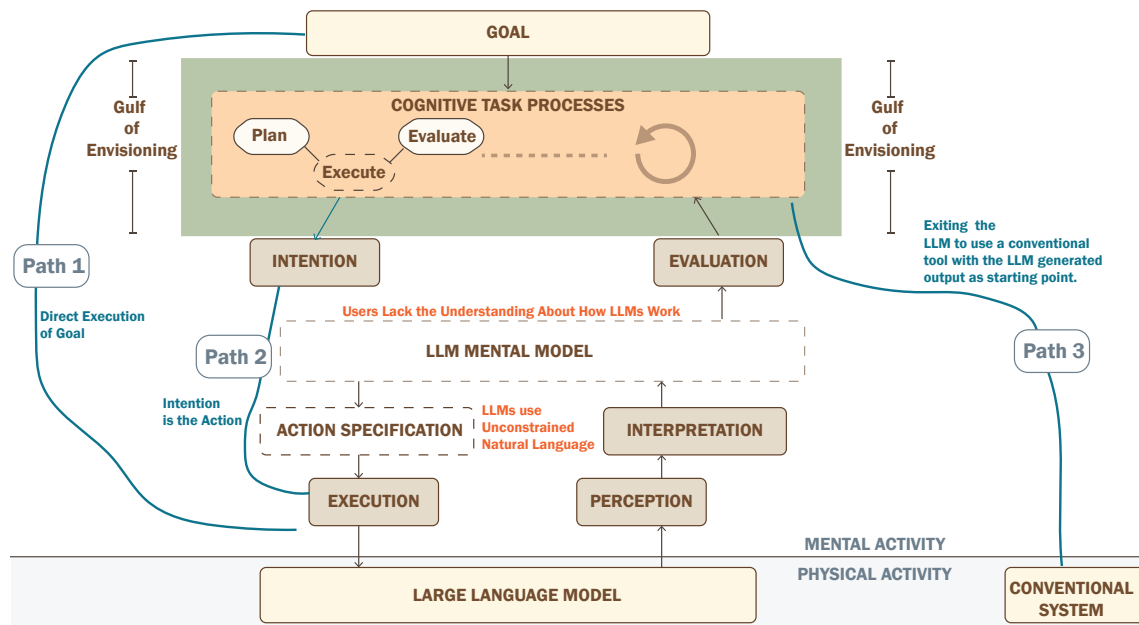 GOAL
Gulf
of
Envisioning
COGNITIVE TASK PROCESSES
Plan
Evaluate
Execute
Gulf
of
Envisioning
INTENTION
EVALUATION
Exiting the
LLM to use a conventional
tool with the LLM generated
output as starting point.
Path 1
Direct Execution
of Goal
Users Lack the Understanding About How LLMs Work
LLM MENTAL MODEL
Path 2
Path 3
Intention
is the Action
ACTION SPECIFICATION
LLMs use
Unconstrained
Natural Language
INTERPRETATION
EXECUTION
PERCEPTION
MENTAL ACTIVITY
PHYSICAL ACTIVITY
LARGE LANGUAGE MODEL
CONVENTIONAL
SYSTEM